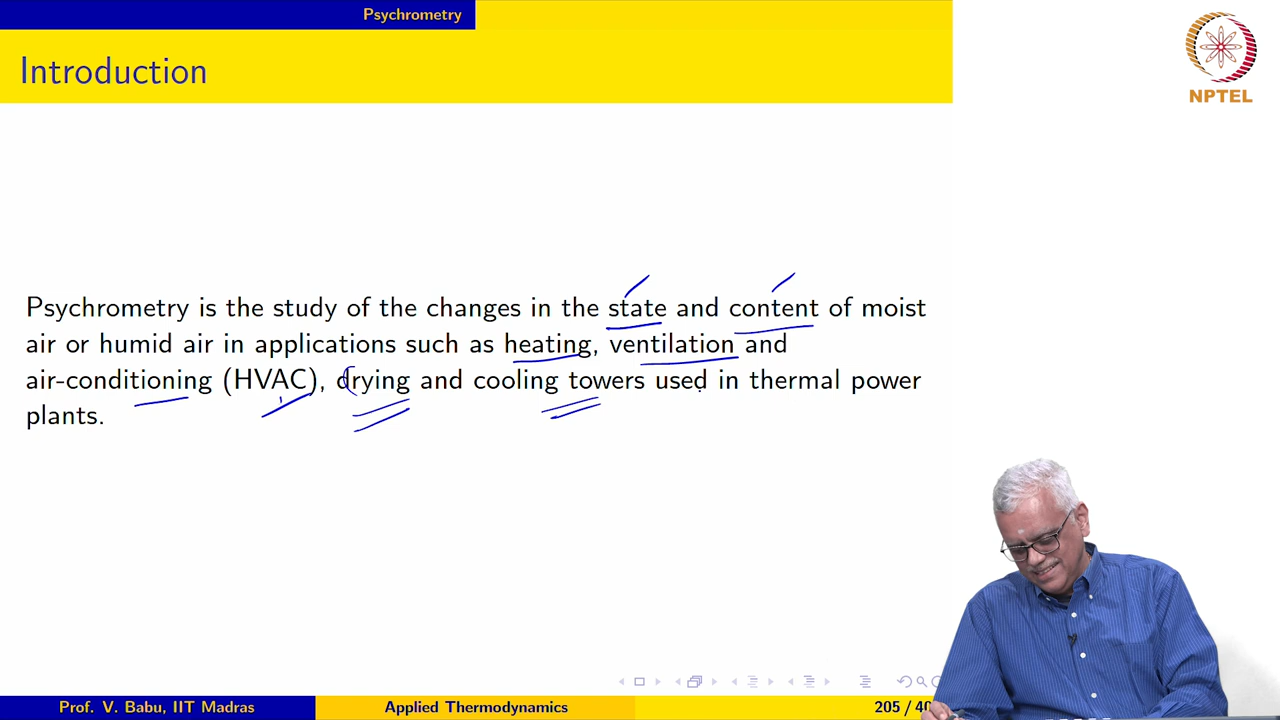 Psychrometry
Introduction
NPTEL
Psychrometry is the study of the changes in the state and content of moist
air or humid air in applications such as heating, ventilation and
air-conditioning (HVAC), drying and cooling towers used in thermal power
plants.
Prof. V. Babu, IIT Madras
Applied Thermodynamics
205 / 40